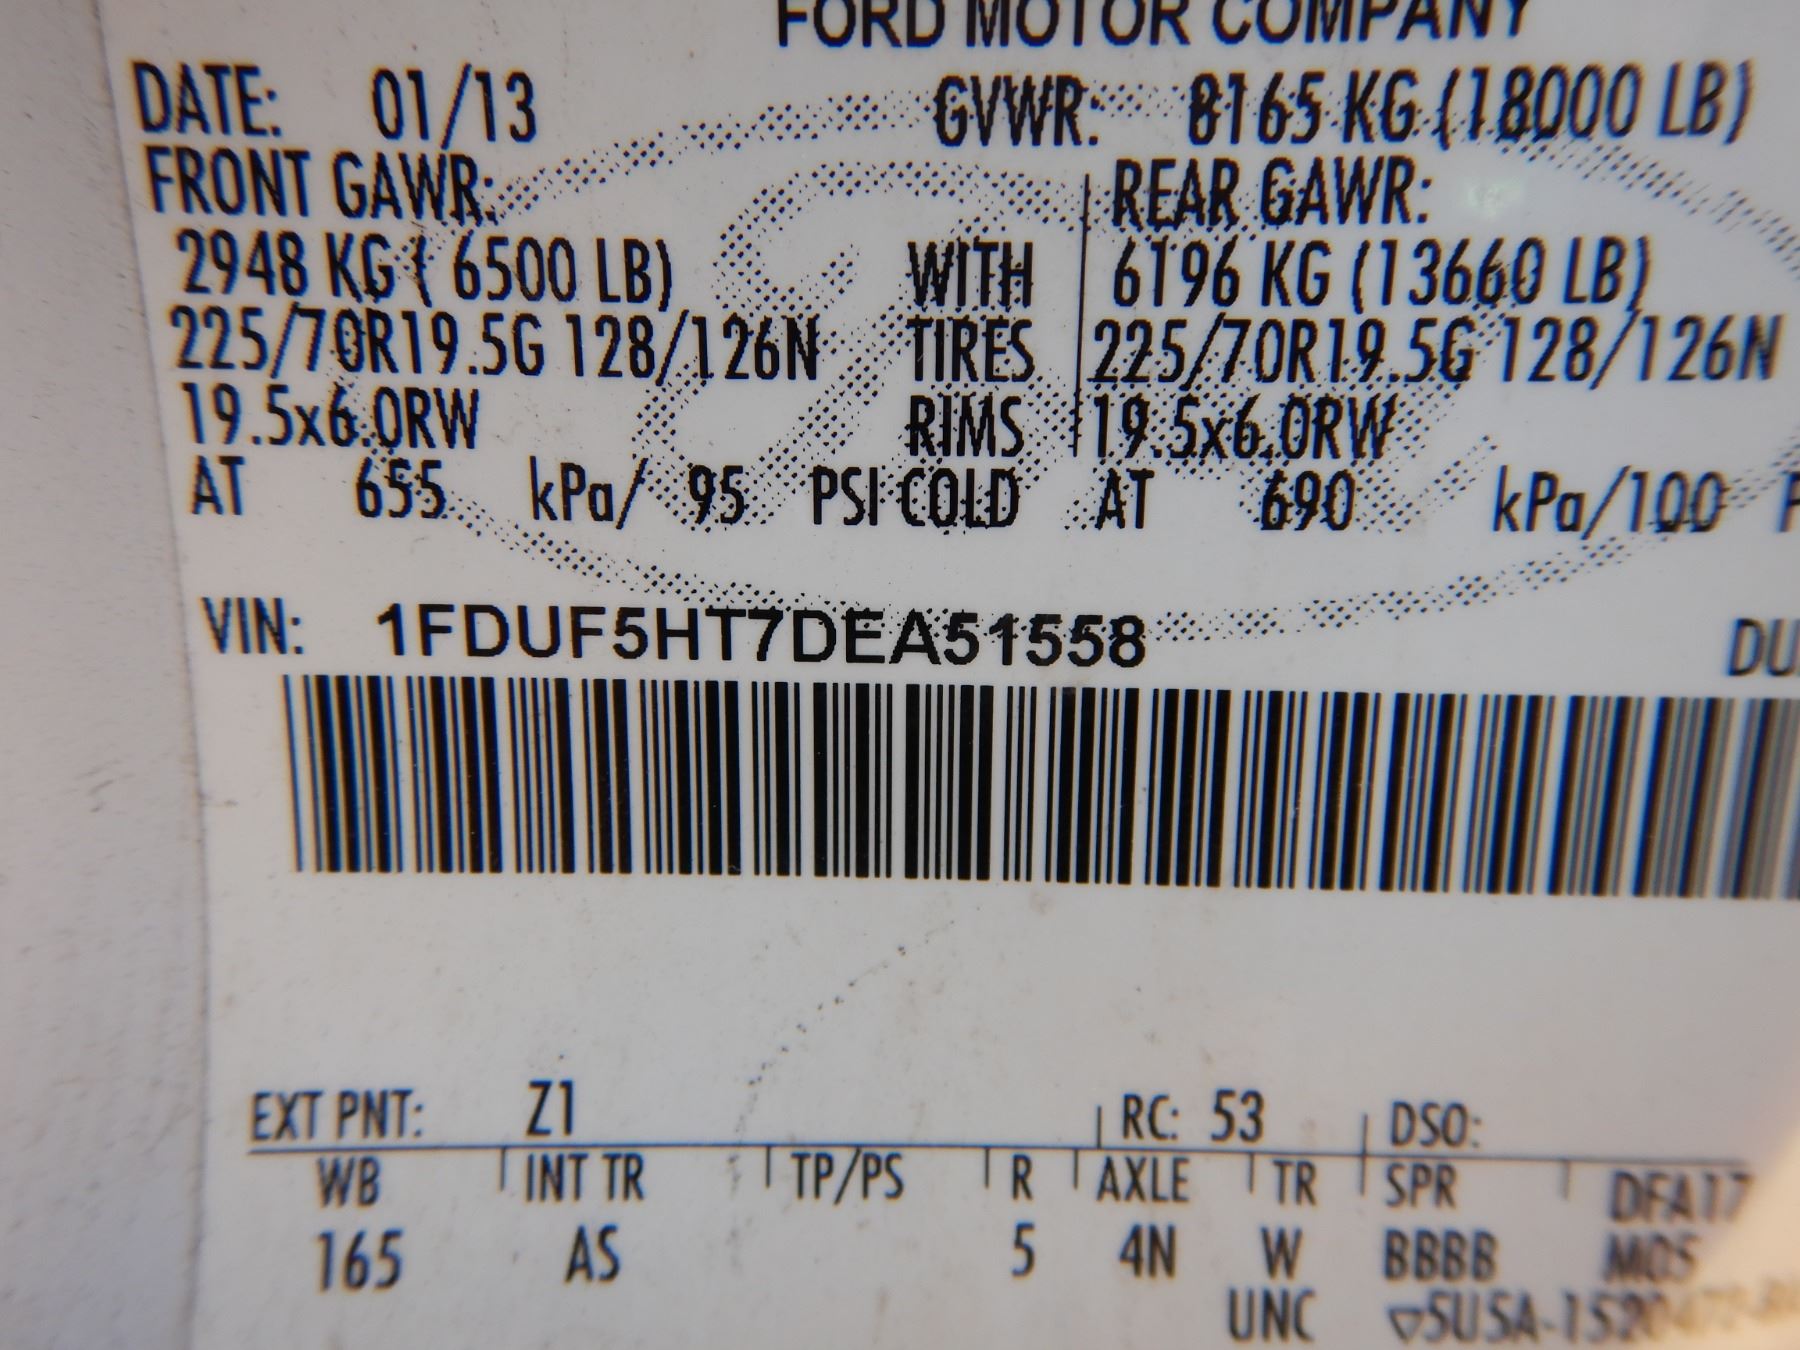 FORD MOTOR COMPANY
DATE: 01/13 GVWR: 8165 KG (18000 LB)
FRONT GAWR: REAR GAWR:
2948 KG ( 6500 LB) WITH 6196 KG (13660 LB)
225/70R19.5G 128/126N TIRES 225/70R19.5G 128/126N
19.5x6.0RW RIMS 19.5x6.0RW
AT 655 kPa/ 95 PSI COLD AT 690 kPa/100
VIN: 1FDUF5HT7DEA51558
EXT PNT: Z1 RC: 53 DSO:
WB INT TR TP/PS R AXLE TR SPR DFA17
165 AS 5 4N W BBBB M05
UNC